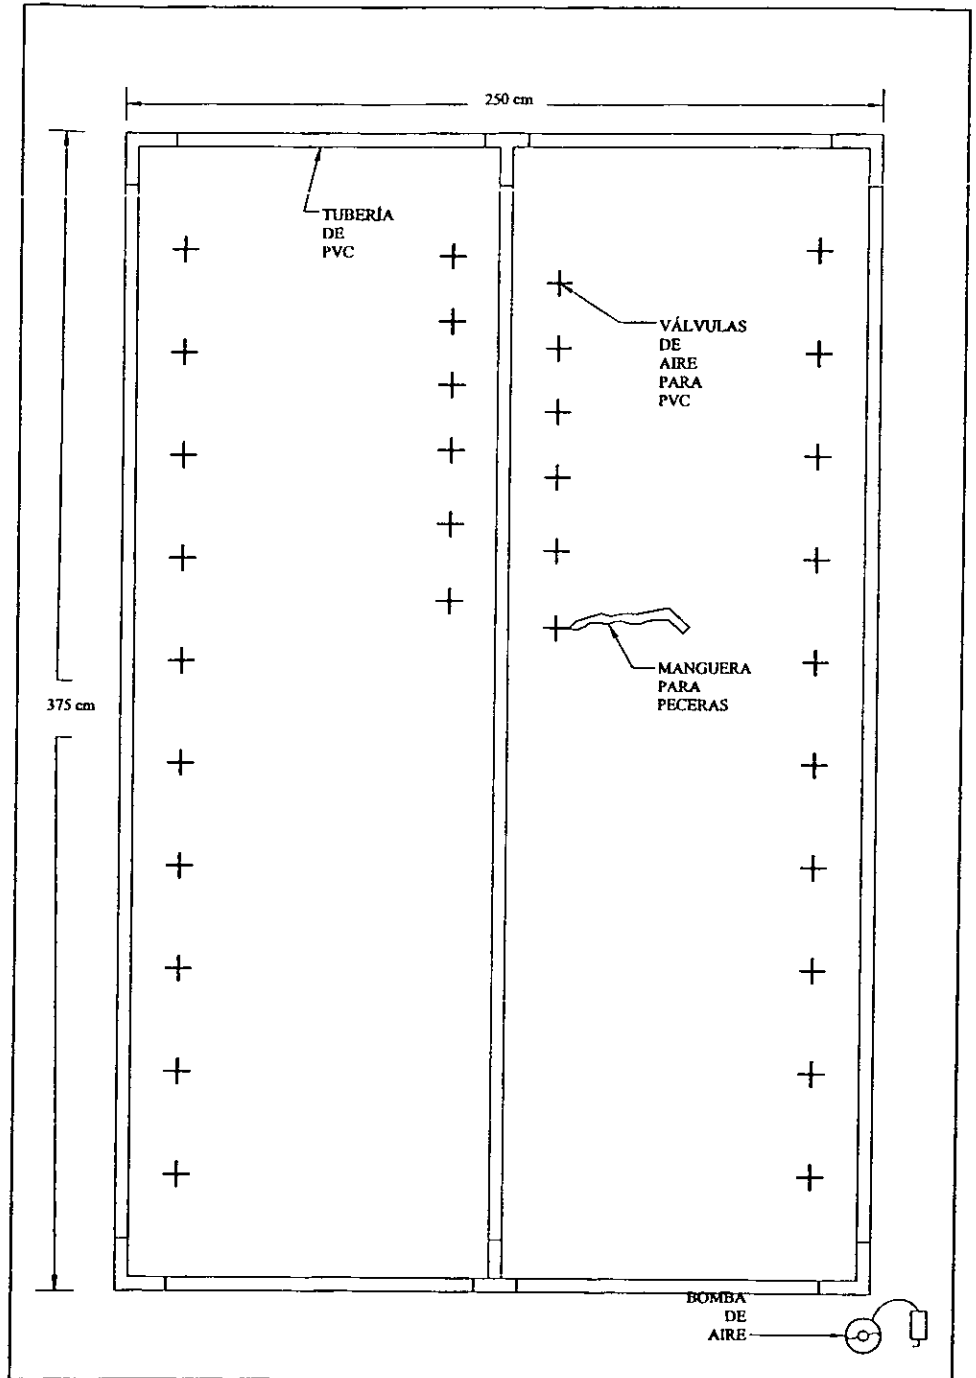 250 cm
TUBERÍA
DE
PVC
VÁLVULAS
DE
AIRE
PARA
PVC
MANGUERA
PARA
PECERAS
375 cm
BOMBA
DE
AIRE